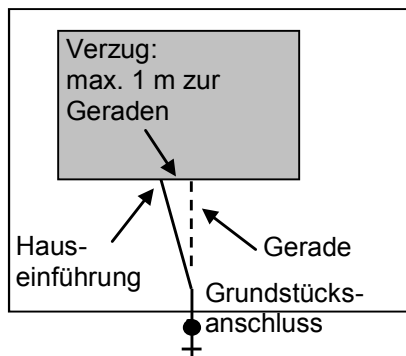 Verzug:
max. 1 m zur
Geraden
Haus-
einführung
Gerade
Grundstücks-
anschluss